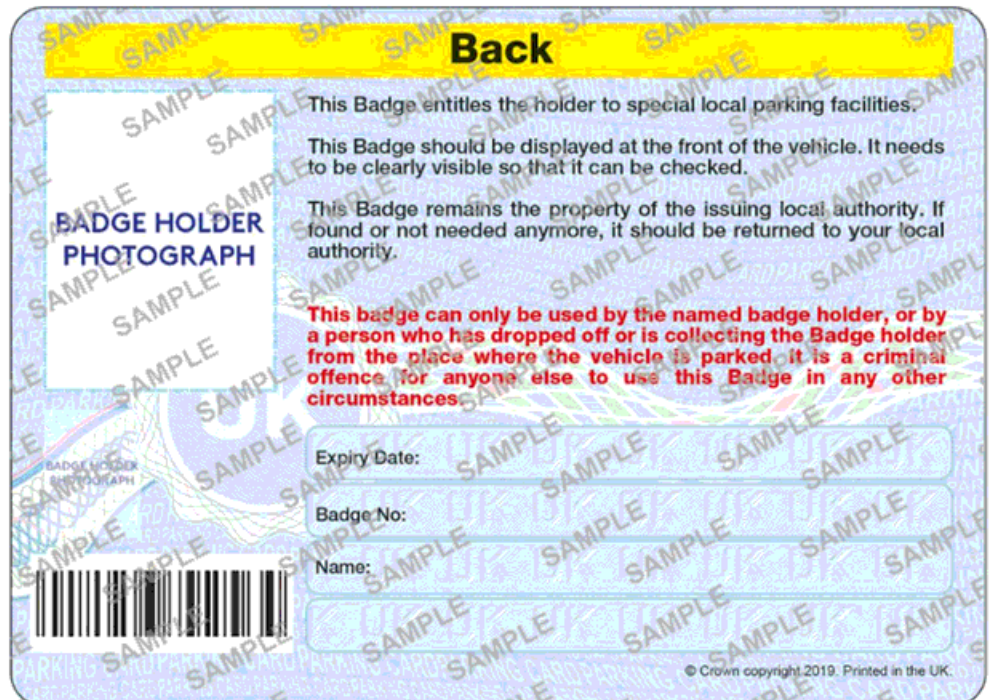 Back
This Badge entitles the holder to special local parking facilities.
This Badge should be displayed at the front of the vehicle. It needs
to be clearly visible so that it can be checked.
This Badge remains the property of the issuing local authority. If
found or not needed anymore, it should be returned to your local
authority.
BADGE HOLDER
PHOTOGRAPH
This badge can only be used by the named badge holder, or by
a person who has dropped off or is collecting the Badge holder
from the place where the vehicle is parked. It is a criminal
offence for anyone else to use this Badge in any other
circumstances.
UK
BADGE HOLDER
PHOTOGRAPH
Expiry Date:
Badge No:
Name:
© Crown copyright 2019. Printed in the UK.
SAMPLE